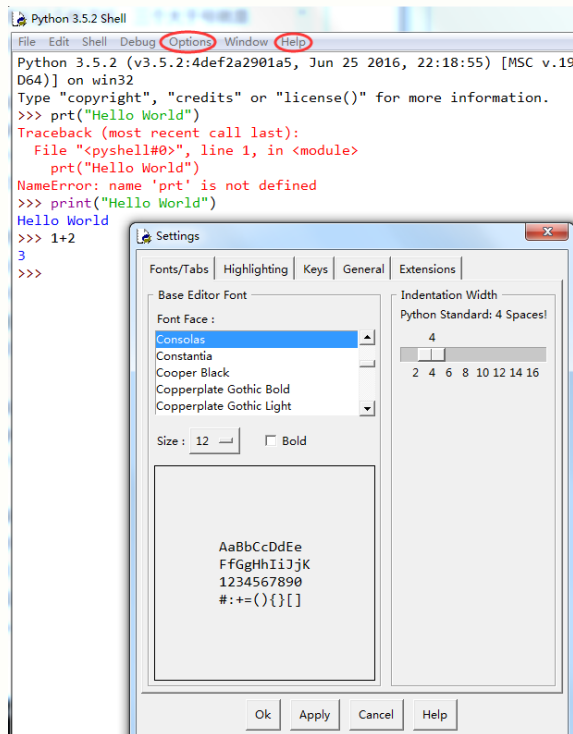 Python 3.5.2 Shell
File Edit Shell Debug Options Window Help
Python 3.5.2 (v3.5.2:4def2a2901a5, Jun 25 2016, 22:18:55) [MSC v.19
D64)] on win32
Type "copyright", "credits" or "license()" for more information.
>>> prt("Hello World")
Traceback (most recent call last):
  File "<pyshell#0>", line 1, in <module>
    prt("Hello World")
NameError: name 'prt' is not defined
>>> print("Hello World")
Hello World
>>> 1+2
3
>>>
Settings
Fonts/Tabs Highlighting Keys General Extensions
Base Editor Font
Font Face :
Consolas
Constantia
Cooper Black
Copperplate Gothic Bold
Copperplate Gothic Light
Size : 12 Bold
AaBbCcDdEe
FfGgHhIiJjK
1234567890
#:+=(){}[]
Indentation Width
Python Standard: 4 Spaces!
4
2 4 6 8 10 12 14 16
Ok Apply Cancel Help